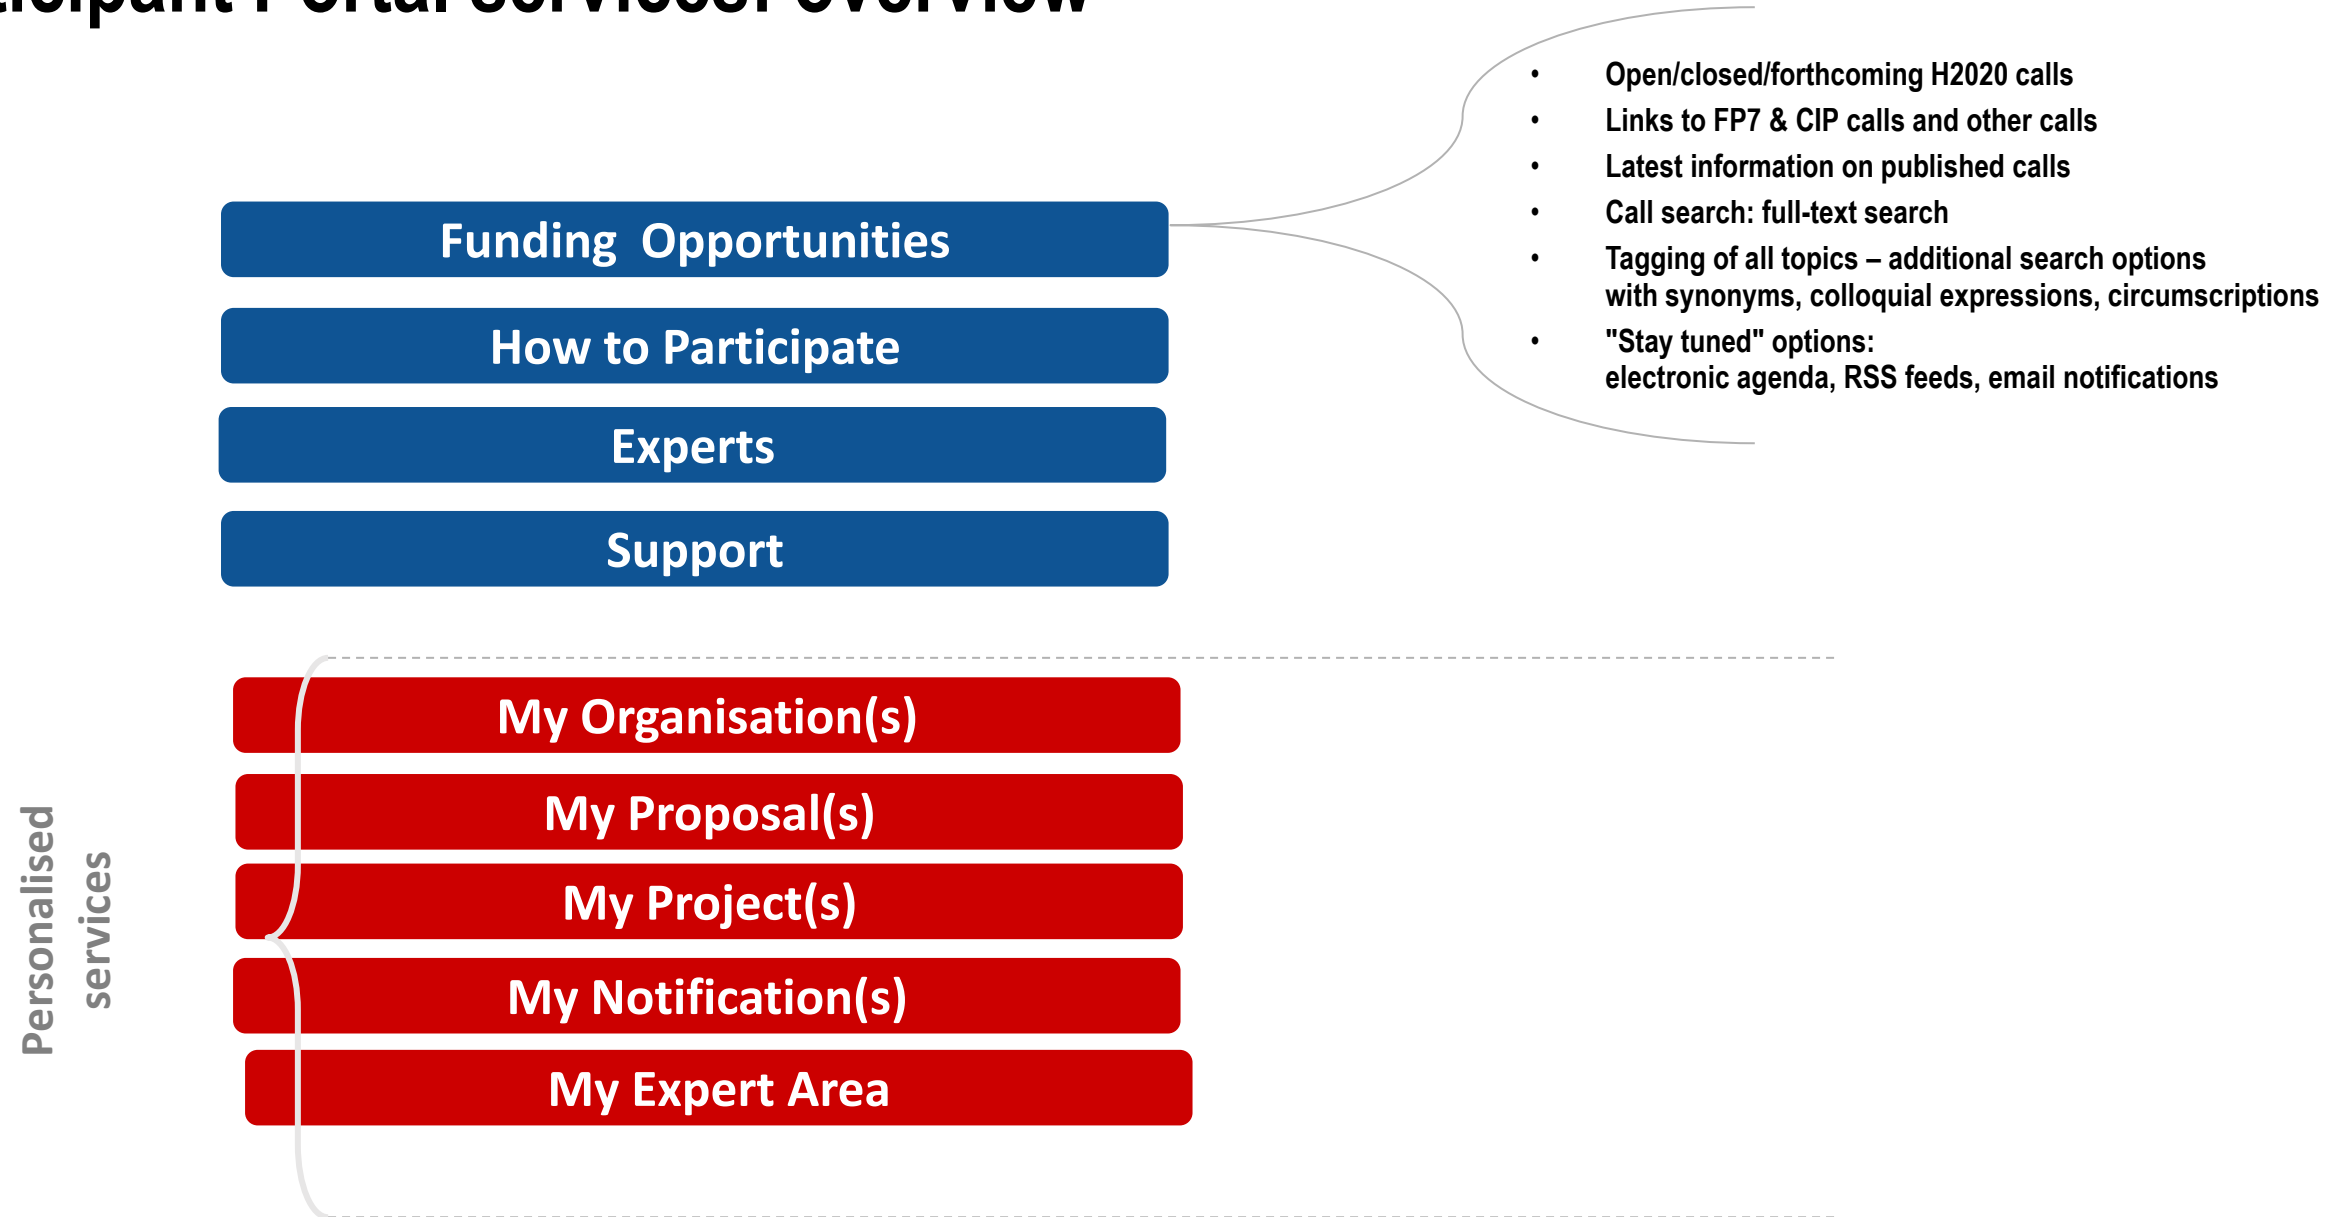 Portal services: overview
• Open/closed/forthcoming H2020 calls
• Links to FP7 & CIP calls and other calls
• Latest information on published calls
• Call search: full-text search
• Tagging of all topics – additional search options
with synonyms, colloquial expressions, circumscriptions
• "Stay tuned" options:
electronic agenda, RSS feeds, email notifications
Funding Opportunities
How to Participate
Experts
Support
Personalised
services
My Organisation(s)
My Proposal(s)
My Project(s)
My Notification(s)
My Expert Area